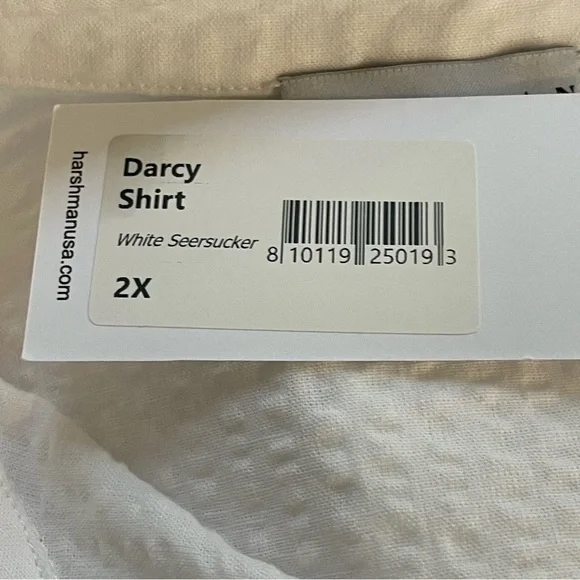 harshmanusa.com
Darcy
Shirt
White Seersucker
2X
8 10119 25019 3